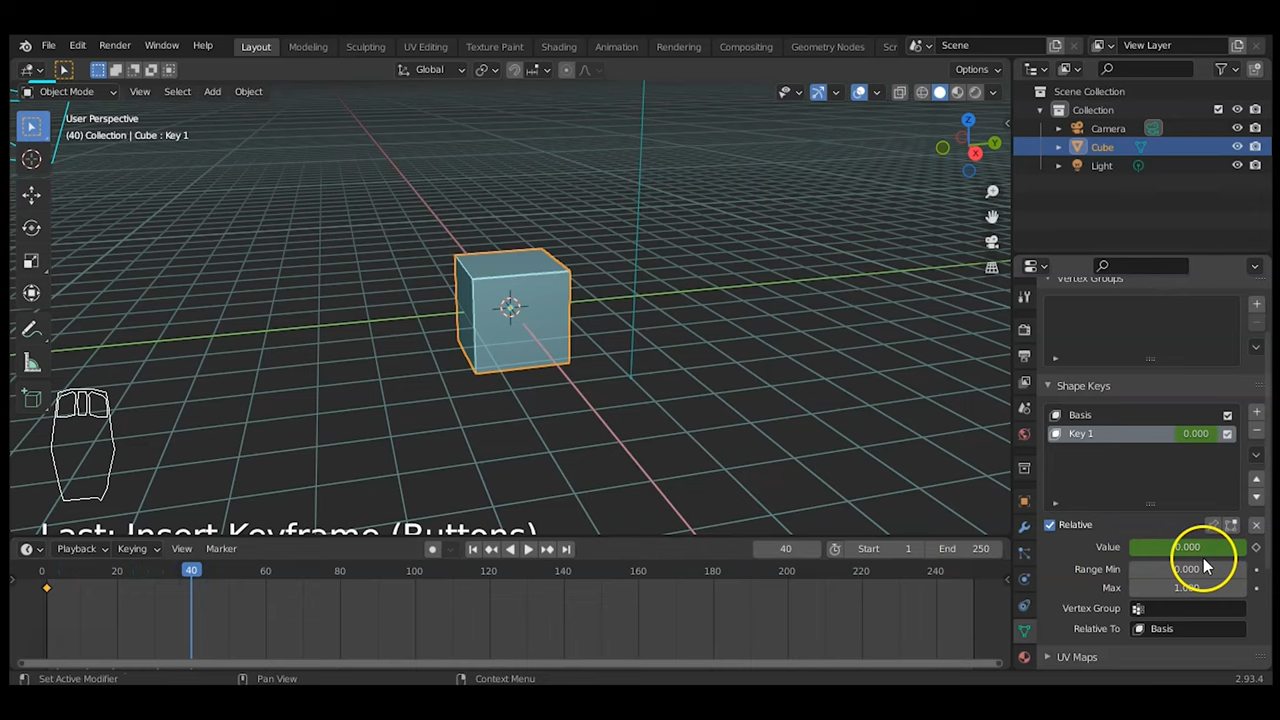 File Edit Render Window Help Layout Modeling Sculpting UV Editing Texture Paint Shading Animation Rendering Compositing Geometry Nodes Scr Scene View Layer
Global Options
Object Mode View Select Add Object
User Perspective
(40) Collection | Cube : Key 1
Z
Y
X
Scene Collection
Collection
Camera
Cube
Light
Vertex Groups
Shape Keys
Basis
Key 1 0.000
Relative
Value 0.000
Range Min 0.000
Max 1.000
Vertex Group
Relative To Basis
UV Maps
Last: Insert Keyframe (Buttons)
Playback Keying View Marker 40 Start 1 End 250
0 20 40 60 80 100 120 140 160 180 200 220 240
Set Active Modifier Pan View Context Menu 2.93.4